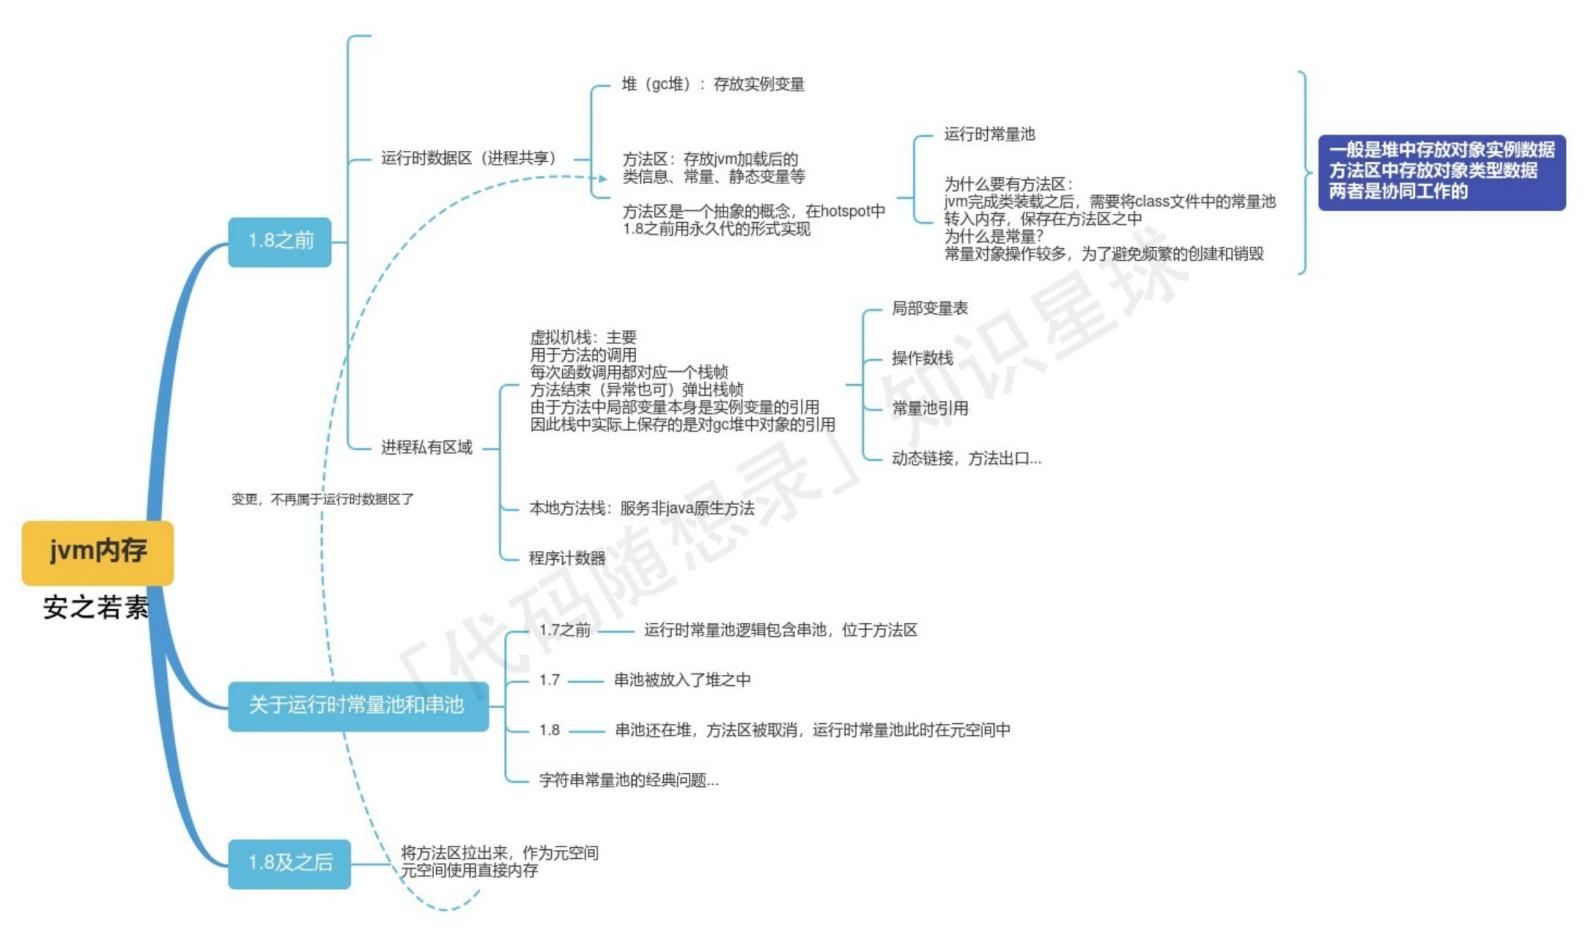 jvm内存
安之若素
1.8之前
运行时数据区（进程共享）
堆（gc堆）：存放实例变量
方法区：存放jvm加载后的
类信息、常量、静态变量等
方法区是一个抽象的概念，在hotspot中
1.8之前用永久代的形式实现
运行时常量池
为什么要有方法区：
jvm完成类装载之后，需要将class文件中的常量池
转入内存，保存在方法区之中
为什么是常量？
常量对象操作较多，为了避免频繁的创建和销毁
一般是堆中存放对象实例数据
方法区中存放对象类型数据
两者是协同工作的
进程私有区域
虚拟机栈：主要
用于方法的调用
每次函数调用都对应一个栈帧
方法结束（异常也可）弹出栈帧
由于方法中局部变量本身是实例变量的引用
因此栈中实际上保存的是对gc堆中对象的引用
局部变量表
操作数栈
常量池引用
动态链接，方法出口...
本地方法栈：服务非java原生方法
程序计数器
变更，不再属于运行时数据区了
关于运行时常量池和串池
1.7之前
运行时常量池逻辑包含串池，位于方法区
1.7
串池被放入了堆之中
1.8
串池还在堆，方法区被取消，运行时常量池此时在元空间中
字符串常量池的经典问题...
1.8及之后
将方法区拉出来，作为元空间
元空间使用直接内存
「代码随想录」知识星球